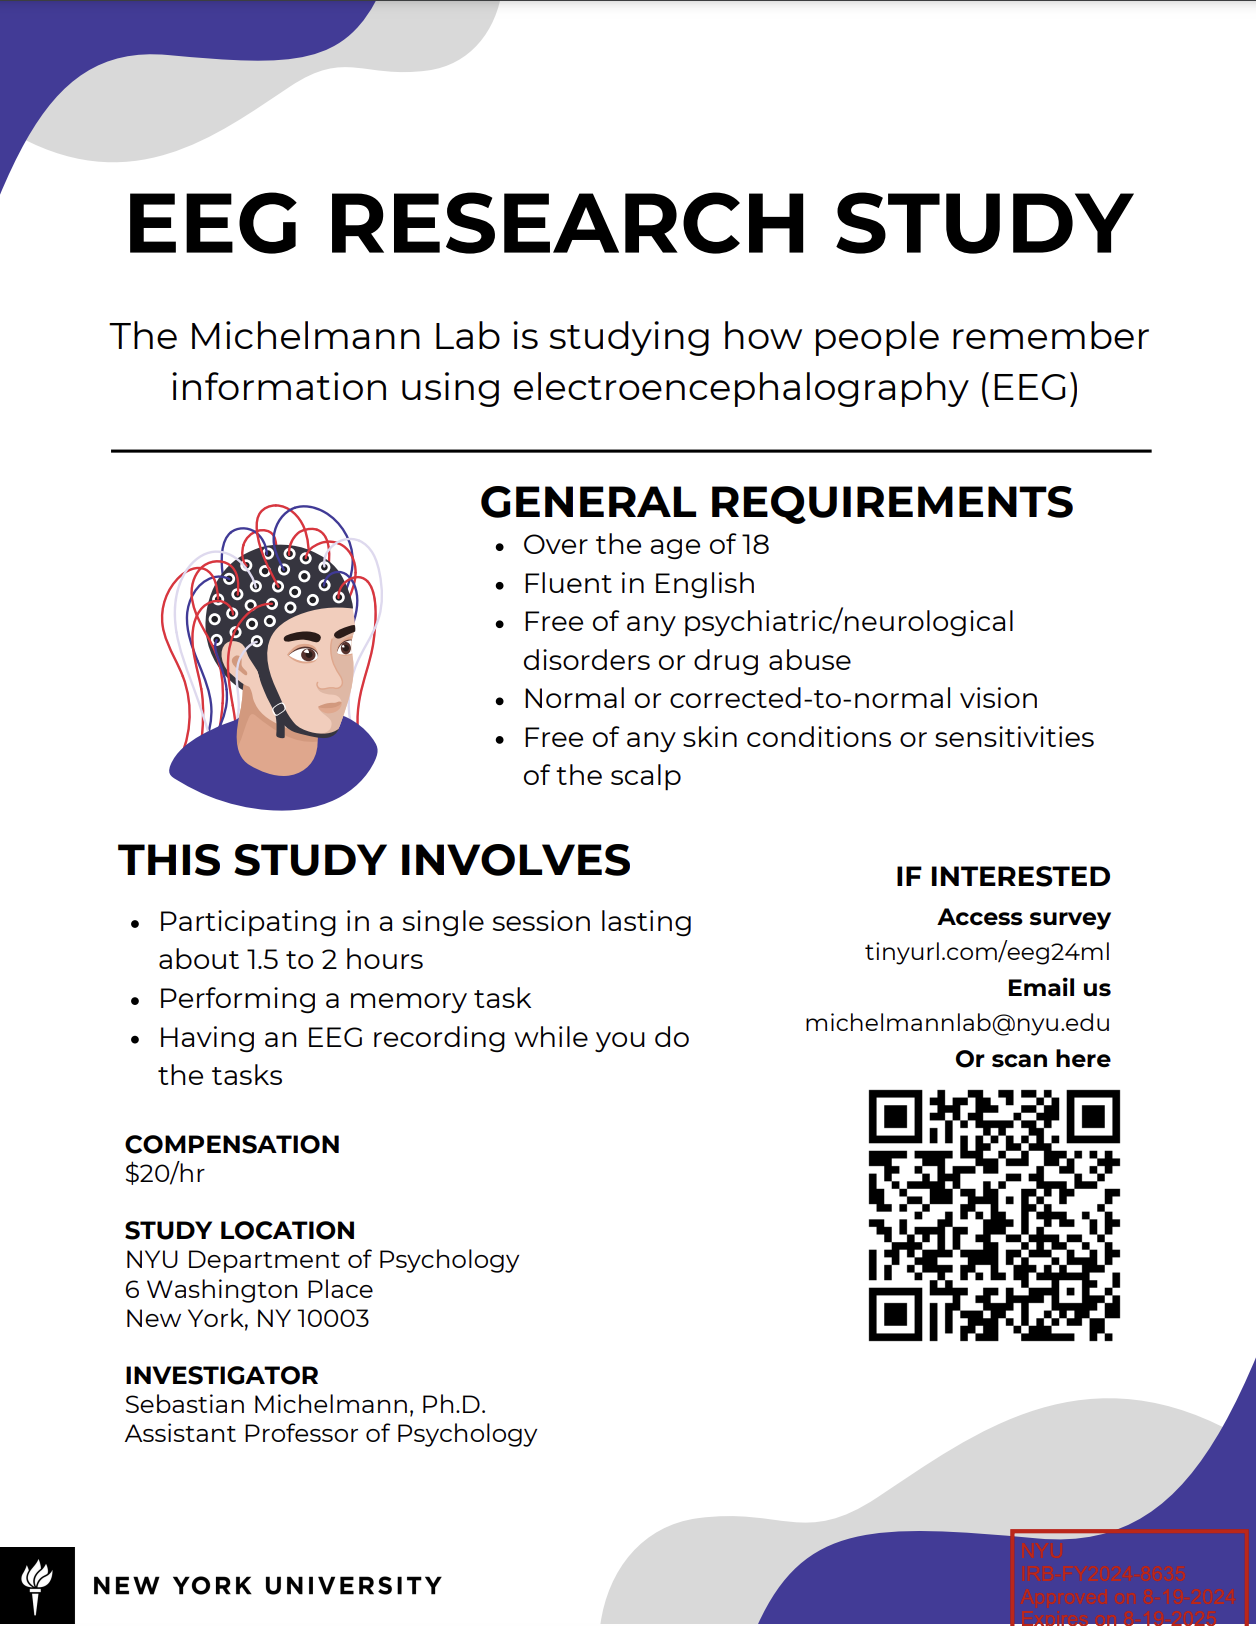 EEG RESEARCH STUDY
The Michelmann Lab is studying how people remember
information using electroencephalography (EEG)
GENERAL REQUIREMENTS
• Over the age of 18
• Fluent in English
• Free of any psychiatric/neurological
disorders or drug abuse
• Normal or corrected-to-normal vision
• Free of any skin conditions or sensitivities
of the scalp
THIS STUDY INVOLVES
• Participating in a single session lasting
about 1.5 to 2 hours
• Performing a memory task
• Having an EEG recording while you do
the tasks
COMPENSATION
$20/hr
STUDY LOCATION
NYU Department of Psychology
6 Washington Place
New York, NY 10003
INVESTIGATOR
Sebastian Michelmann, Ph.D.
Assistant Professor of Psychology
IF INTERESTED
Access survey
tinyurl.com/eeg24ml
Email us
michelmannlab@nyu.edu
Or scan here
NEW YORK UNIVERSITY
NYU
IRB-FY2024-8635
Approved on 8-19-2024
Expires on 8-19-2025